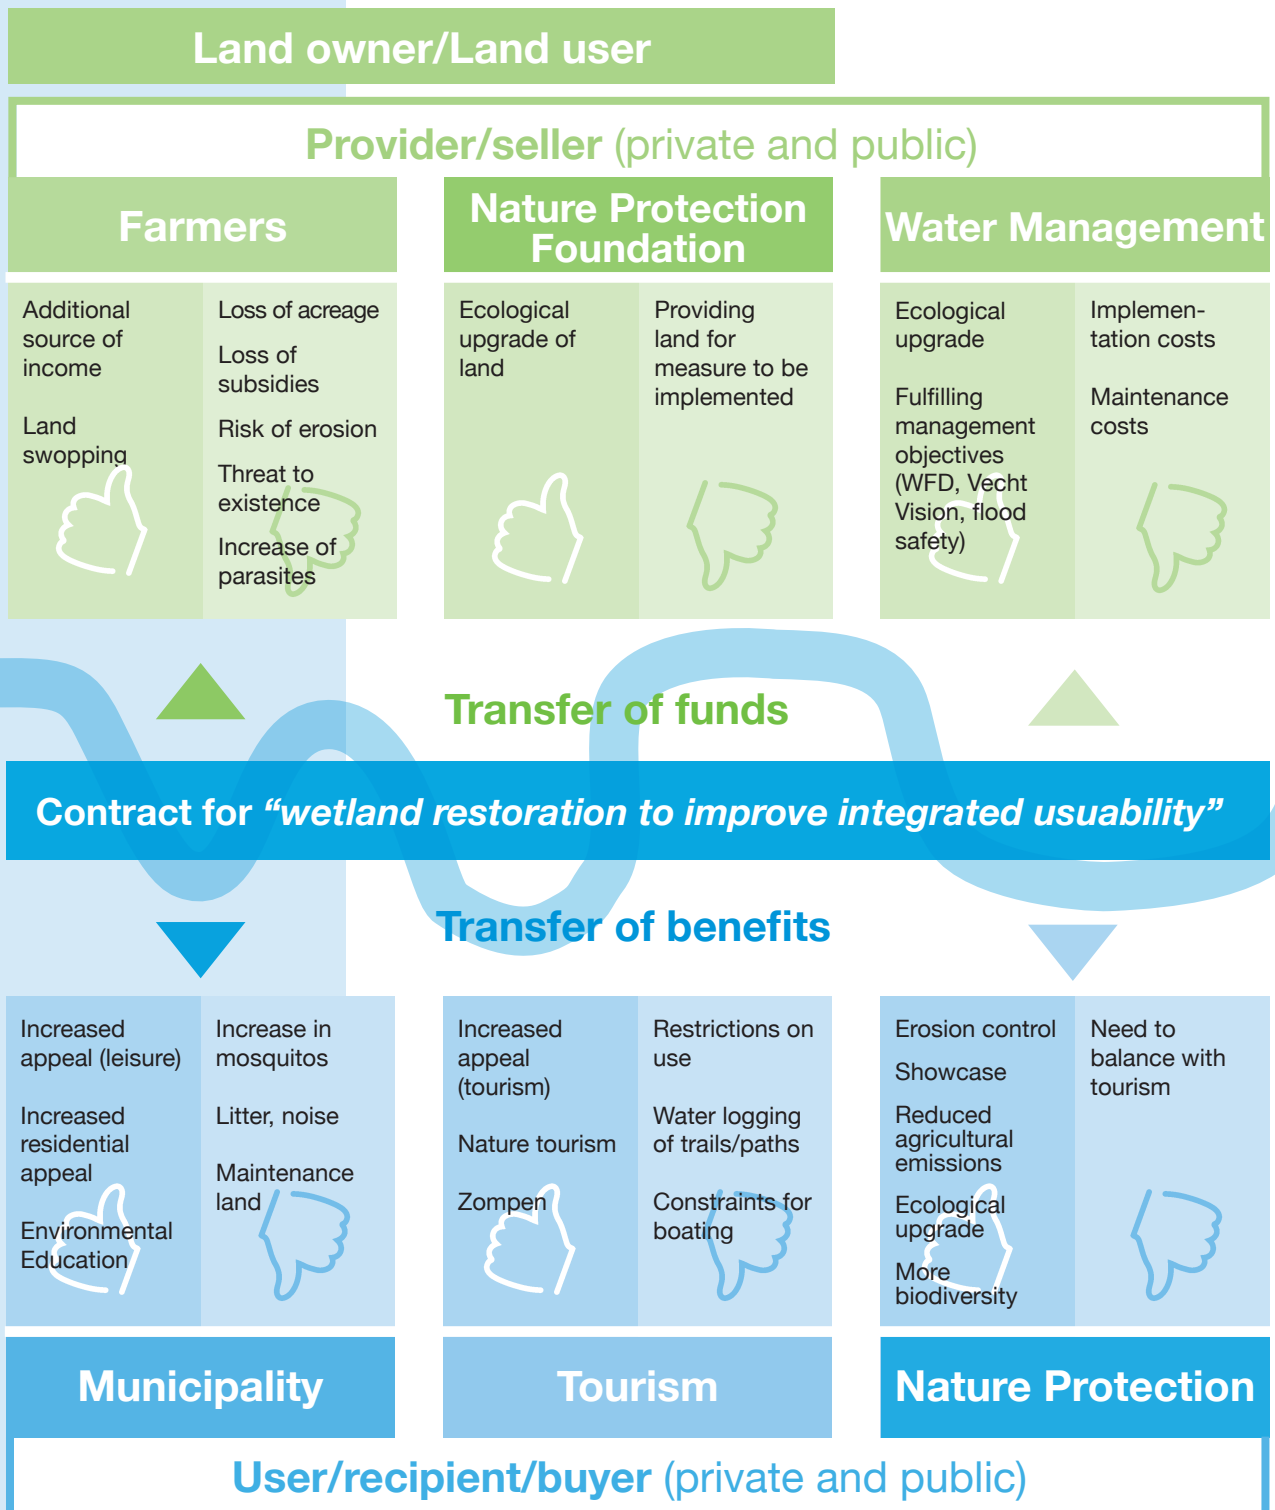 Land owner/Land user
Provider/seller (private and public)
Farmers
Additional
source of
income
Land
swopping
Loss of acreage
Loss of
subsidies
Risk of erosion
Threat to
existence
Increase of
parasites
Nature Protection
Foundation
Ecological
upgrade of
land
Providing
land for
measure to be
implemented
Water Management
Ecological
upgrade
Fulfilling
management
objectives
(WFD, Vecht
Vision, flood
safety)
Implemen-
tation costs
Maintenance
costs
Transfer of funds
Contract for “wetland restoration to improve integrated usuability”
Transfer of benefits
Increased
appeal (leisure)
Increased
residential
appeal
Environmental
Education
Increase in
mosquitos
Litter, noise
Maintenance
land
Municipality
Increased
appeal
(tourism)
Nature tourism
Zompen
Restrictions on
use
Water logging
of trails/paths
Constraints for
boating
Tourism
Erosion control
Showcase
Reduced
agricultural
emissions
Ecological
upgrade
More
biodiversity
Need to
balance with
tourism
Nature Protection
User/recipient/buyer (private and public)